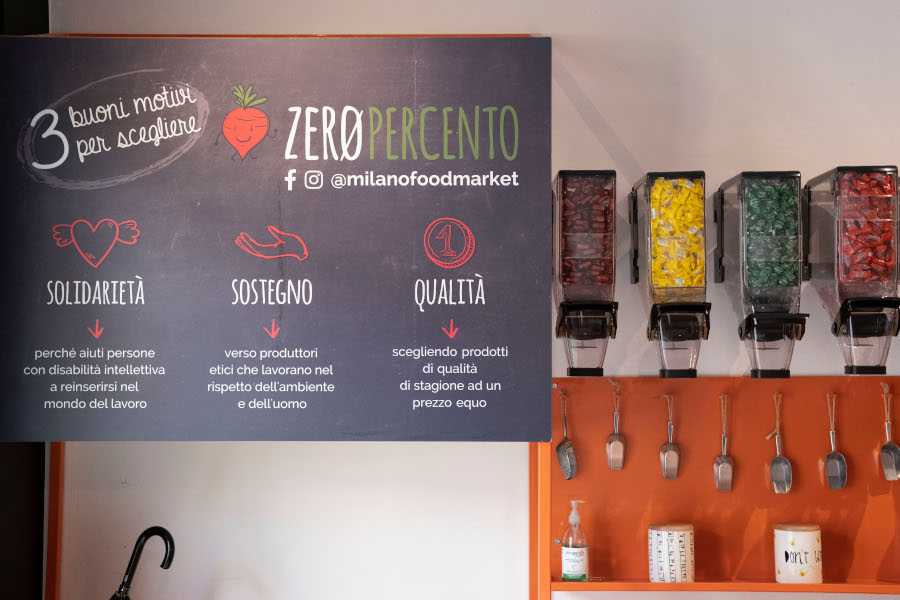 3 buoni motivi
per scegliere
ZERØPERCENTO
@milanofoodmarket
SOLIDARIETÀ
perché aiuti persone
con disabilità intellettiva
a reinserirsi nel
mondo del lavoro
SOSTEGNO
verso produttori
etici che lavorano nel
rispetto dell'ambiente
e dell'uomo
1
QUALITÀ
scegliendo prodotti
di qualità
di stagione ad un
prezzo equo
DON'T